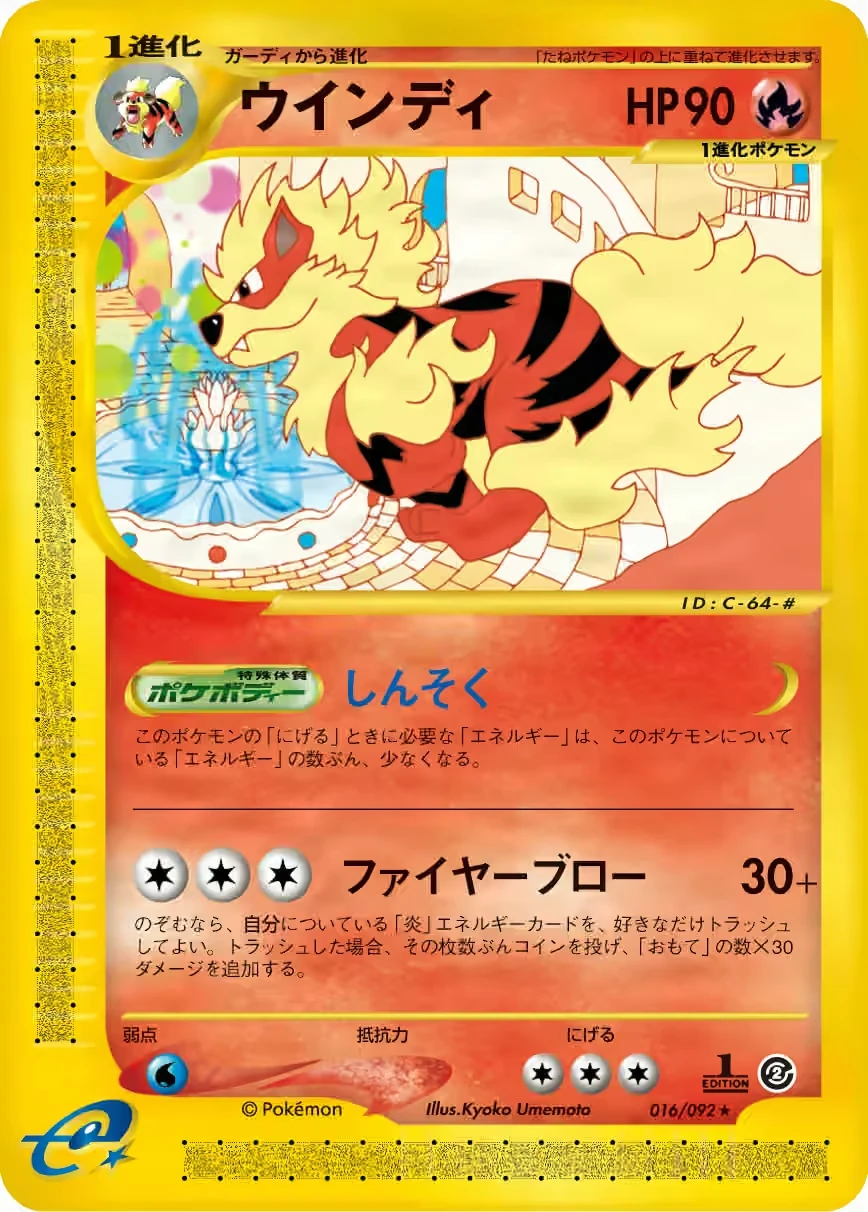 1進化
ガーディから進化
「たねポケモン」の上に重ねて進化させます。
ウインディ
HP90
1進化ポケモン
ID:C-64-#
特殊体質
ポケボディー
しんそく
このポケモンの「にげる」ときに必要な「エネルギー」は、このポケモンについて
いる「エネルギー」の数ぶん、少なくなる。
ファイヤーブロー
30+
のぞむなら、自分についている「炎」エネルギーカードを、好きなだけトラッシュ
してよい。トラッシュした場合、その枚数ぶんコインを投げ、「おもて」の数×30
ダメージを追加する。
弱点
抵抗力
にげる
1
EDITION
2
© Pokémon
Illus.Kyoko Umemoto
016/092★
e